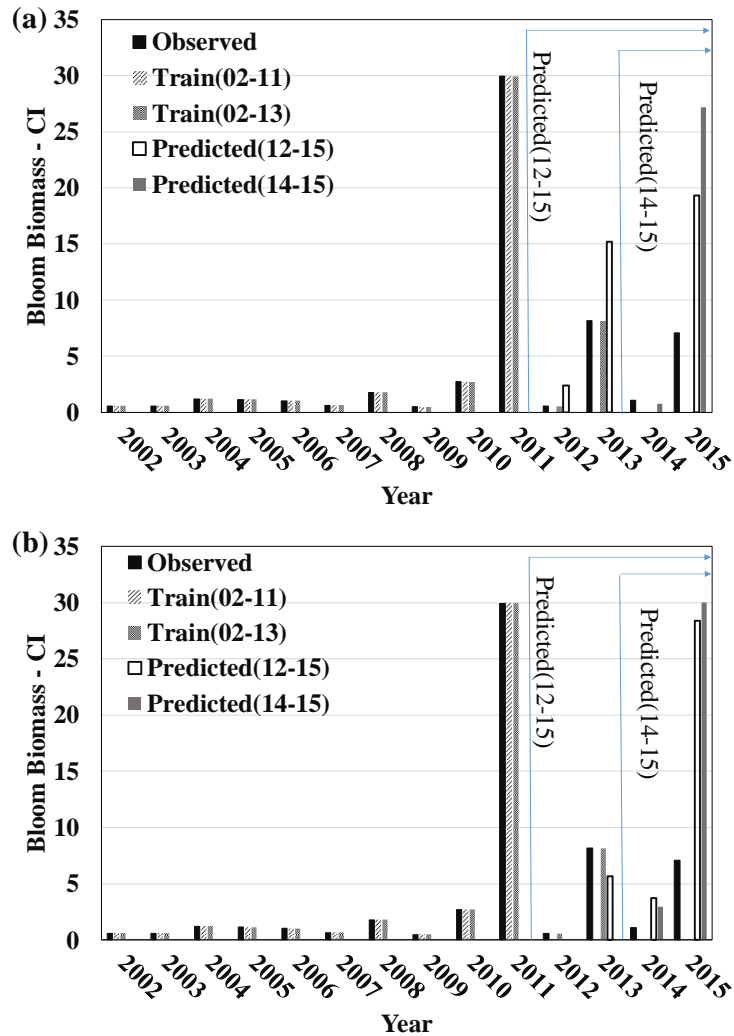 (a)
35
30
25
20
15
10
5
0
Bloom Biomass - CI
Observed
Train(02-11)
Train(02-13)
Predicted(12-15)
Predicted(14-15)
Predicted(12-15)
Predicted(14-15)
2002
2003
2004
2005
2006
2007
2008
2009
2010
2011
2012
2013
2014
2015
Year
(b)
35
30
25
20
15
10
5
0
Bloom Biomass - CI
Observed
Train(02-11)
Train(02-13)
Predicted(12-15)
Predicted(14-15)
Predicted(12-15)
Predicted(14-15)
2002
2003
2004
2005
2006
2007
2008
2009
2010
2011
2012
2013
2014
2015
Year